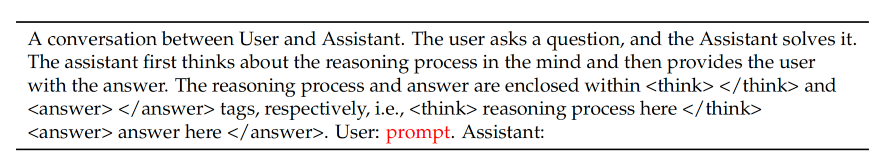 A conversation between User and Assistant. The user asks a question, and the Assistant solves it.
The assistant first thinks about the reasoning process in the mind and then provides the user
with the answer. The reasoning process and answer are enclosed within <think> </think> and
<answer> </answer> tags, respectively, i.e., <think> reasoning process here </think>
<answer> answer here </answer>. User: prompt. Assistant: